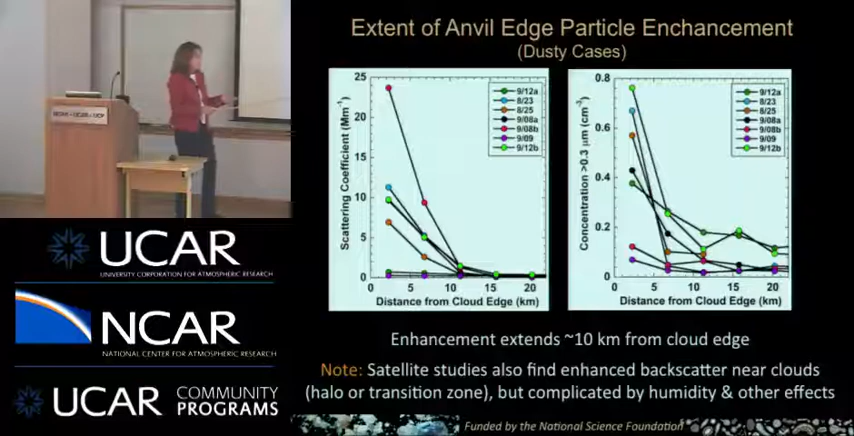 Extent of Anvil Edge Particle Enchancement
(Dusty Cases)
Scattering Coefficient (Mm⁻¹)
25
20
15
10
5
0
0 5 10 15 20
Distance from Cloud Edge (km)
9/12a
8/23
8/25
9/08a
9/08b
9/09
9/12b
Concentration >0.3 µm (cm⁻³)
0.8
0.6
0.4
0.2
0
0 5 10 15 20
Distance from Cloud Edge (km)
9/12a
8/23
8/25
9/08a
9/08b
9/09
9/12b
Enhancement extends ~10 km from cloud edge
Note: Satellite studies also find enhanced backscatter near clouds
(halo or transition zone), but complicated by humidity & other effects
UCAR
UNIVERSITY CORPORATION FOR ATMOSPHERIC RESEARCH
NCAR
NATIONAL CENTER FOR ATMOSPHERIC RESEARCH
UCAR COMMUNITY
PROGRAMS
Funded by the National Science Foundation